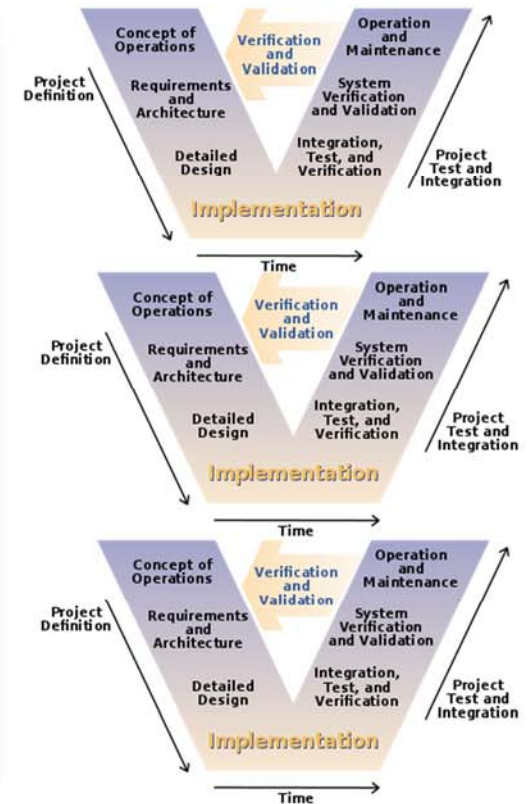 Concept of
Operations
Verification
and
Validation
Operation
and
Maintenance
Project
Definition
Requirements
and
Architecture
System
Verification
and Validation
Detailed
Design
Integration,
Test, and
Verification
Project
Test and
Integration
Implementation
Time
Concept of
Operations
Verification
and
Validation
Operation
and
Maintenance
Project
Definition
Requirements
and
Architecture
System
Verification
and Validation
Detailed
Design
Integration,
Test, and
Verification
Project
Test and
Integration
Implementation
Time
Concept of
Operations
Verification
and
Validation
Operation
and
Maintenance
Project
Definition
Requirements
and
Architecture
System
Verification
and Validation
Detailed
Design
Integration,
Test, and
Verification
Project
Test and
Integration
Implementation
Time